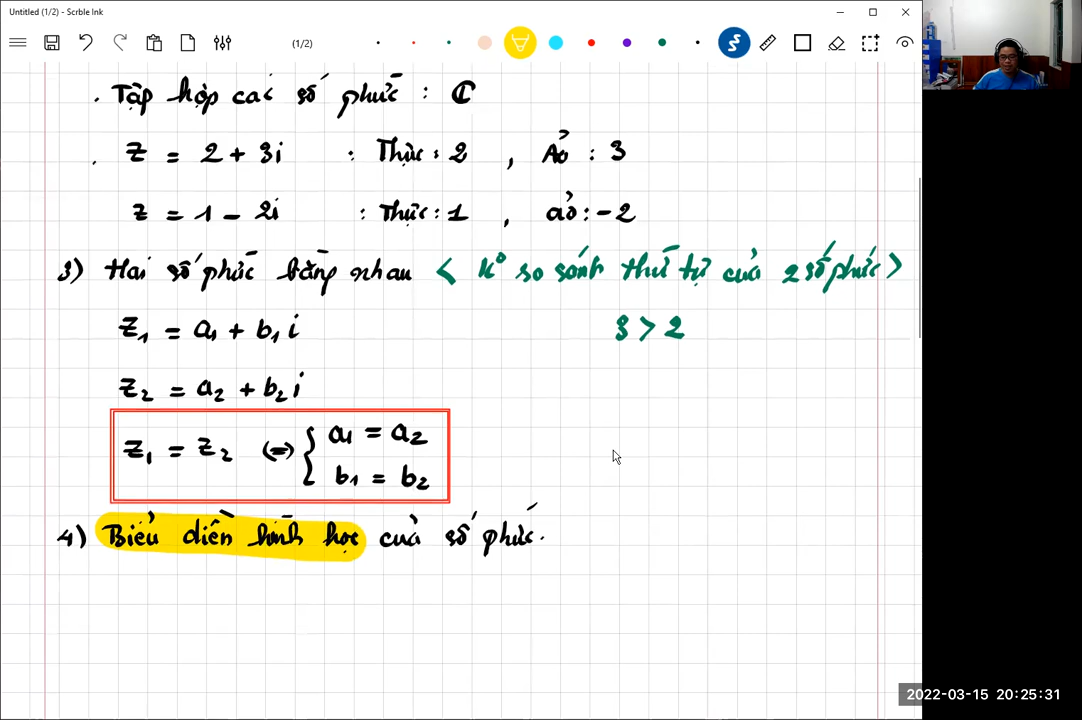 Untitled (1/2) - Scrble Ink
(1/2)
. Tập hợp các số phức : ℂ
. z = 2 + 3i : Thực : 2 , Ảo : 3
z = 1 - 2i : Thực : 1 , ảo : -2
3) Hai số phức bằng nhau < K° so sánh thứ tự của 2 số phức >
z₁ = a₁ + b₁i
3 > 2
z₂ = a₂ + b₂i
z₁ = z₂ (=) { a₁ = a₂
b₁ = b₂
4) Biểu diễn hình học của số phức.
2022-03-15 20:25:31